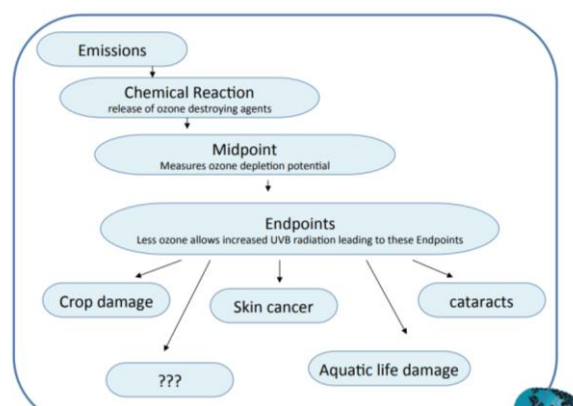 Emissions
Chemical Reaction
release of ozone destroying agents
Midpoint
Measures ozone depletion potential
Endpoints
Less ozone allows increased UVB radiation leading to these Endpoints
Crop damage
Skin cancer
cataracts
???
Aquatic life damage